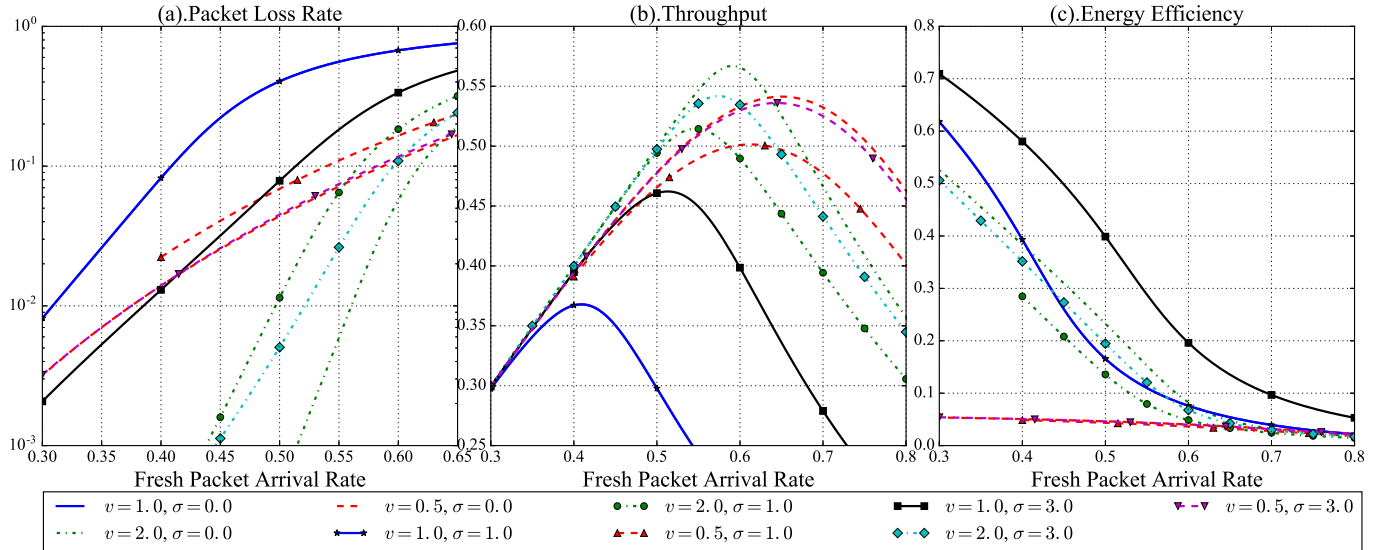 (a).Packet Loss Rate
(b).Throughput
(c).Energy Efficiency
10^0
10^-1
10^-2
10^-3
0.30 0.35 0.40 0.45 0.50 0.55 0.60 0.65
Fresh Packet Arrival Rate
0.60
0.55
0.50
0.45
0.40
0.35
0.30
0.25
0.3 0.4 0.5 0.6 0.7 0.8
Fresh Packet Arrival Rate
0.8
0.7
0.6
0.5
0.4
0.3
0.2
0.1
0.0
0.3 0.4 0.5 0.6 0.7 0.8
Fresh Packet Arrival Rate
v = 1.0, σ = 0.0 v = 0.5, σ = 0.0 v = 2.0, σ = 1.0 v = 1.0, σ = 3.0 v = 0.5, σ = 3.0
v = 2.0, σ = 0.0 v = 1.0, σ = 1.0 v = 0.5, σ = 1.0 v = 2.0, σ = 3.0